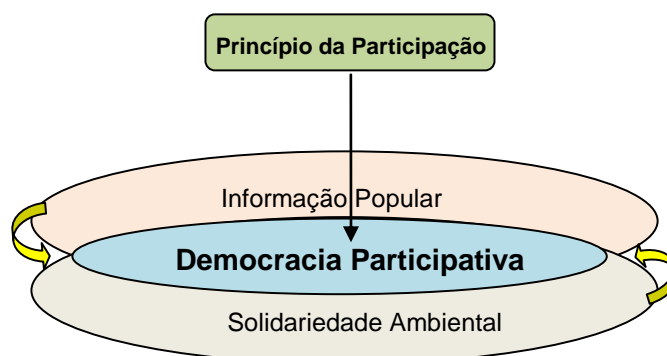 Princípio da Participação
Informação Popular
Democracia Participativa
Solidariedade Ambiental